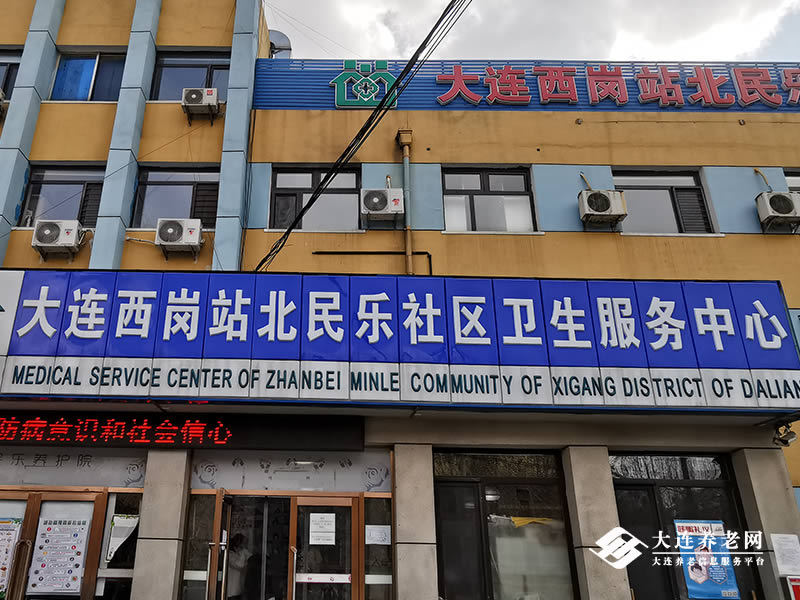 大连西岗站北民乐
大连西岗站北民乐社区卫生服务中心
MEDICAL SERVICE CENTER OF ZHANBEI MINLE COMMUNITY OF XIGANG DISTRICT OF DALIAN
防病意识和社会信心
乐养护院
大连养老网
大连养老信息服务平台